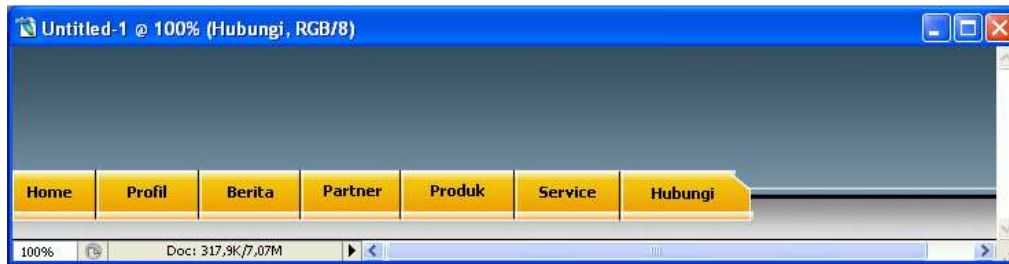 Untitled-1 @ 100% (Hubungi, RGB/8)
Home Profil Berita Partner Produk Service Hubungi
100% Doc: 317,9K/7,07M